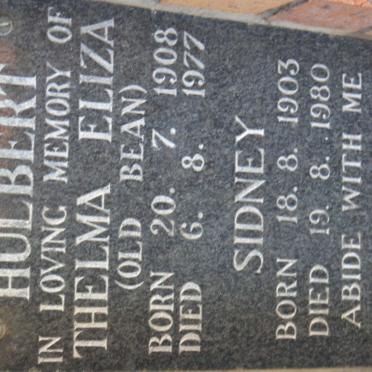 HULBERT
IN LOVING MEMORY OF
THELMA ELIZA
(OLD BEAN)
BORN 20. 7. 1908
DIED 6. 8. 1977
SIDNEY
BORN 18. 8. 1903
DIED 19. 8. 1980
ABIDE WITH ME